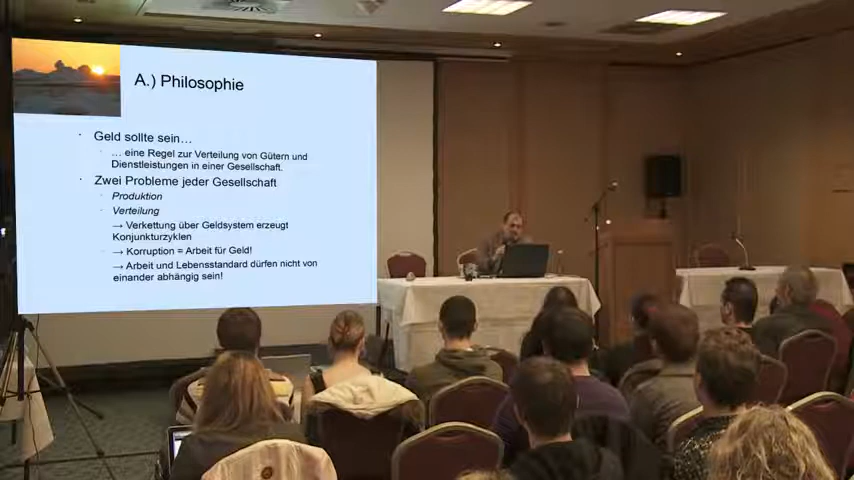 A.) Philosophie
· Geld sollte sein…
· … eine Regel zur Verteilung von Gütern und
Dienstleistungen in einer Gesellschaft.
· Zwei Probleme jeder Gesellschaft
· Produktion
· Verteilung
→ Verkettung über Geldsystem erzeugt
Konjunkturzyklen
· → Korruption = Arbeit für Geld!
→ Arbeit und Lebensstandard dürfen nicht von
einander abhängig sein!